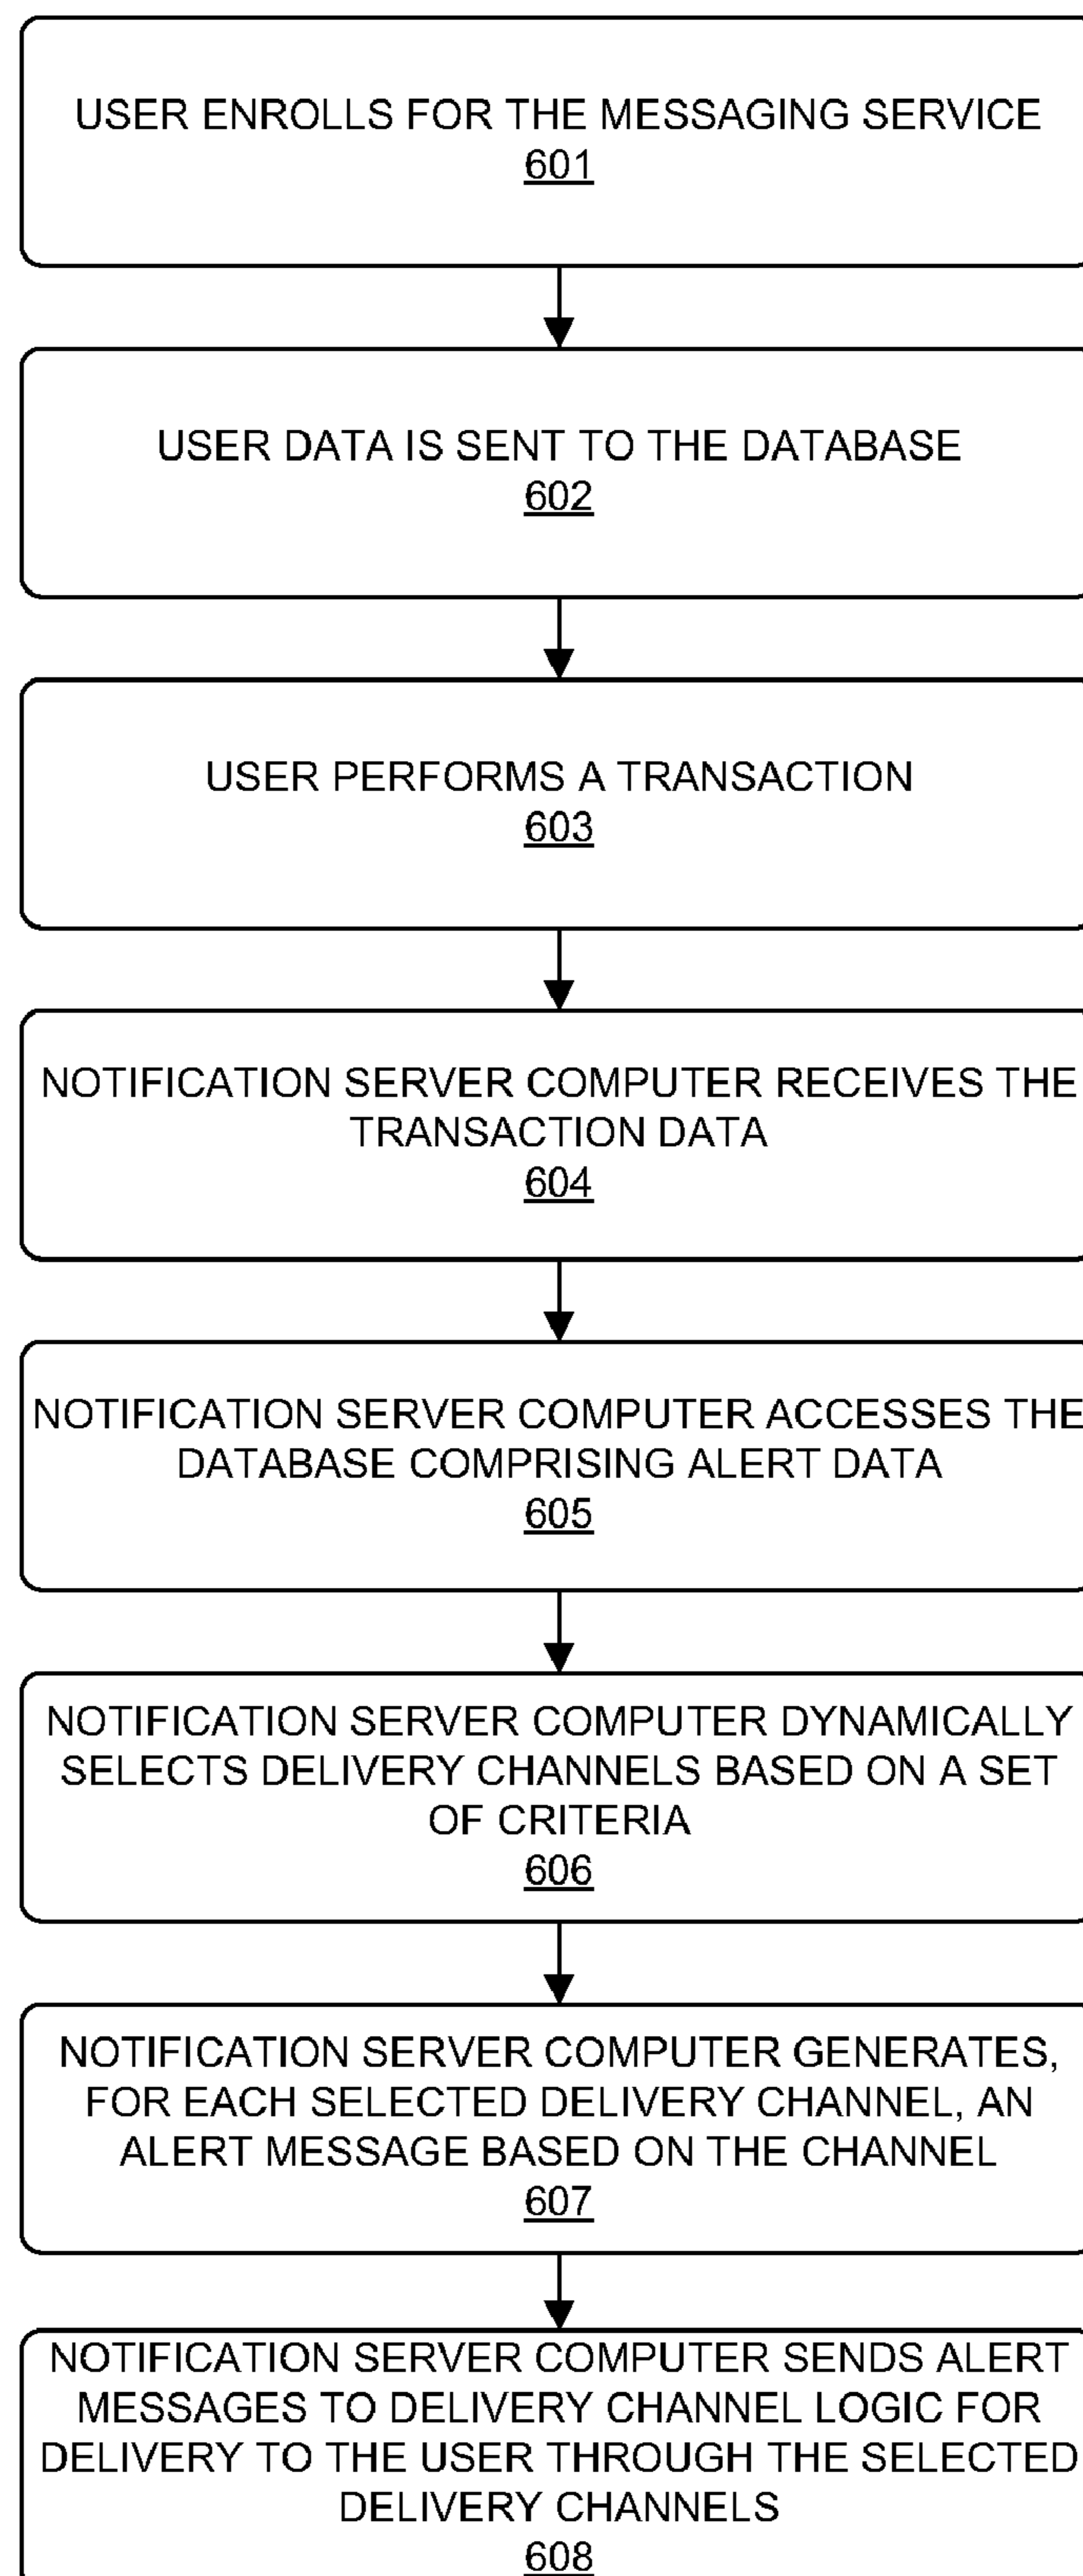 USER ENROLLS FOR THE MESSAGING SERVICE
601
USER DATA IS SENT TO THE DATABASE
602
USER PERFORMS A TRANSACTION
603
NOTIFICATION SERVER COMPUTER RECEIVES THE
TRANSACTION DATA
604
NOTIFICATION SERVER COMPUTER ACCESSES THE
DATABASE COMPRISING ALERT DATA
605
NOTIFICATION SERVER COMPUTER DYNAMICALLY
SELECTS DELIVERY CHANNELS BASED ON A SET
OF CRITERIA
606
NOTIFICATION SERVER COMPUTER GENERATES,
FOR EACH SELECTED DELIVERY CHANNEL, AN
ALERT MESSAGE BASED ON THE CHANNEL
607
NOTIFICATION SERVER COMPUTER SENDS ALERT
MESSAGES TO DELIVERY CHANNEL LOGIC FOR
DELIVERY TO THE USER THROUGH THE SELECTED
DELIVERY CHANNELS
608